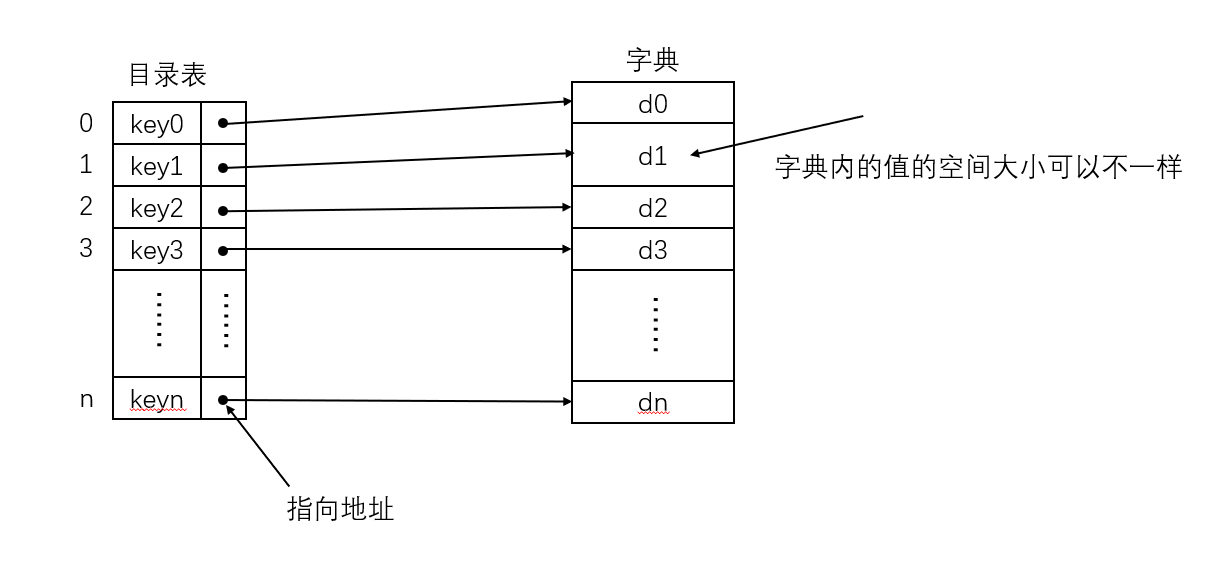 目录表
字典
0 key0 d0
1 key1 d1
字典内的值的空间大小可以不一样
2 key2 d2
3 key3 d3
…… …… ……
n keyn dn
指向地址